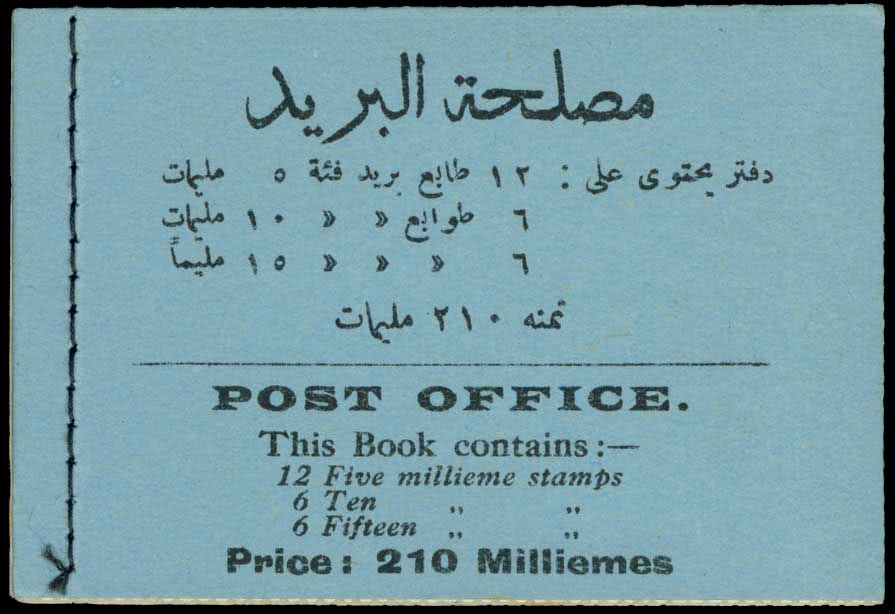 مصلحة البريد
دفتر يحتوى على : ١٢ طابع بريد فئة ٥ مليمات
٦ طوابع » » ١٠ مليمات
٦ » » » ١٥ مليماً
ثمنه ٢١٠ مليمات
POST OFFICE.
This Book contains:—
12 Five millieme stamps
6 Ten „ „
6 Fifteen „ „
Price: 210 Milliemes